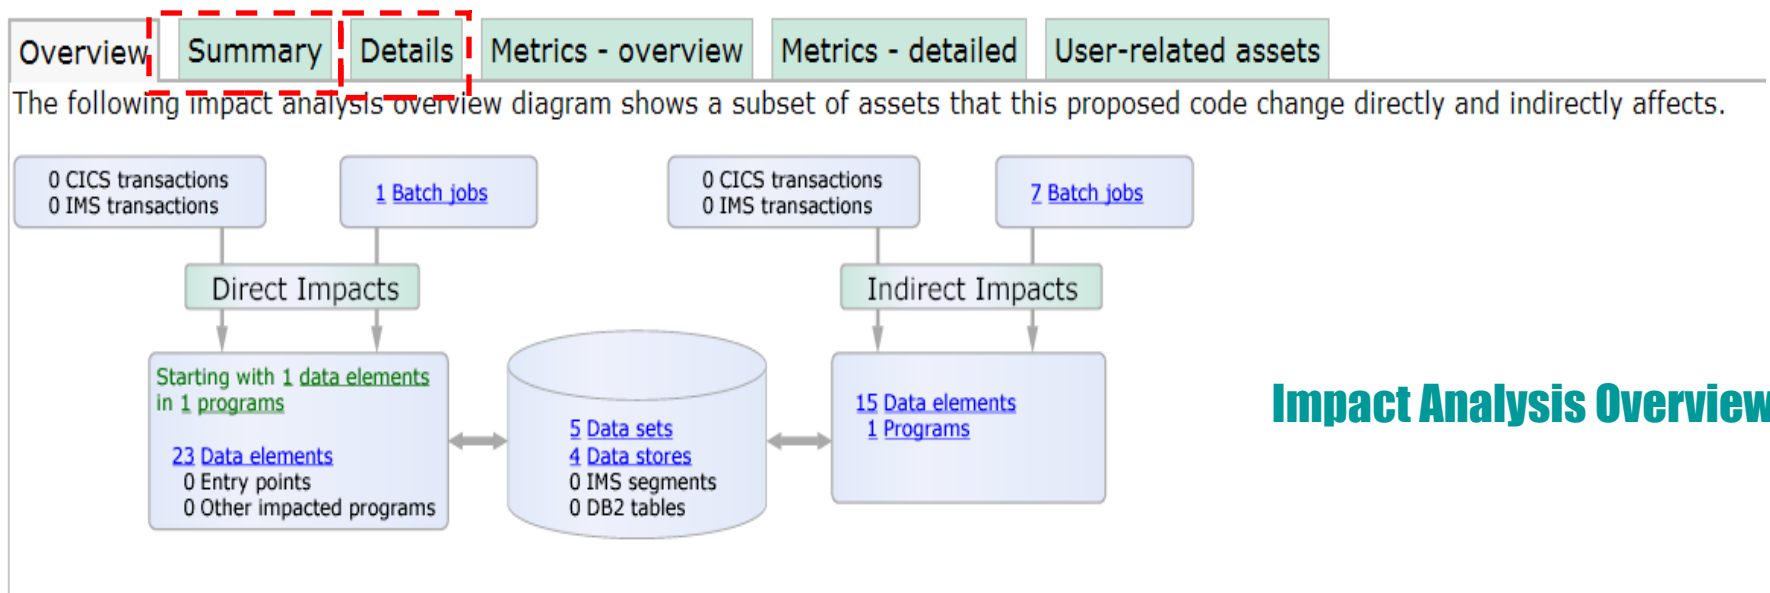 Overview Summary Details Metrics - overview Metrics - detailed User-related assets
The following impact analysis overview diagram shows a subset of assets that this proposed code change directly and indirectly affects.
0 CICS transactions
0 IMS transactions
1 Batch jobs
0 CICS transactions
0 IMS transactions
7 Batch jobs
Direct Impacts
Indirect Impacts
Starting with 1 data elements
in 1 programs
23 Data elements
0 Entry points
0 Other impacted programs
5 Data sets
4 Data stores
0 IMS segments
0 DB2 tables
15 Data elements
1 Programs
Impact Analysis Overview